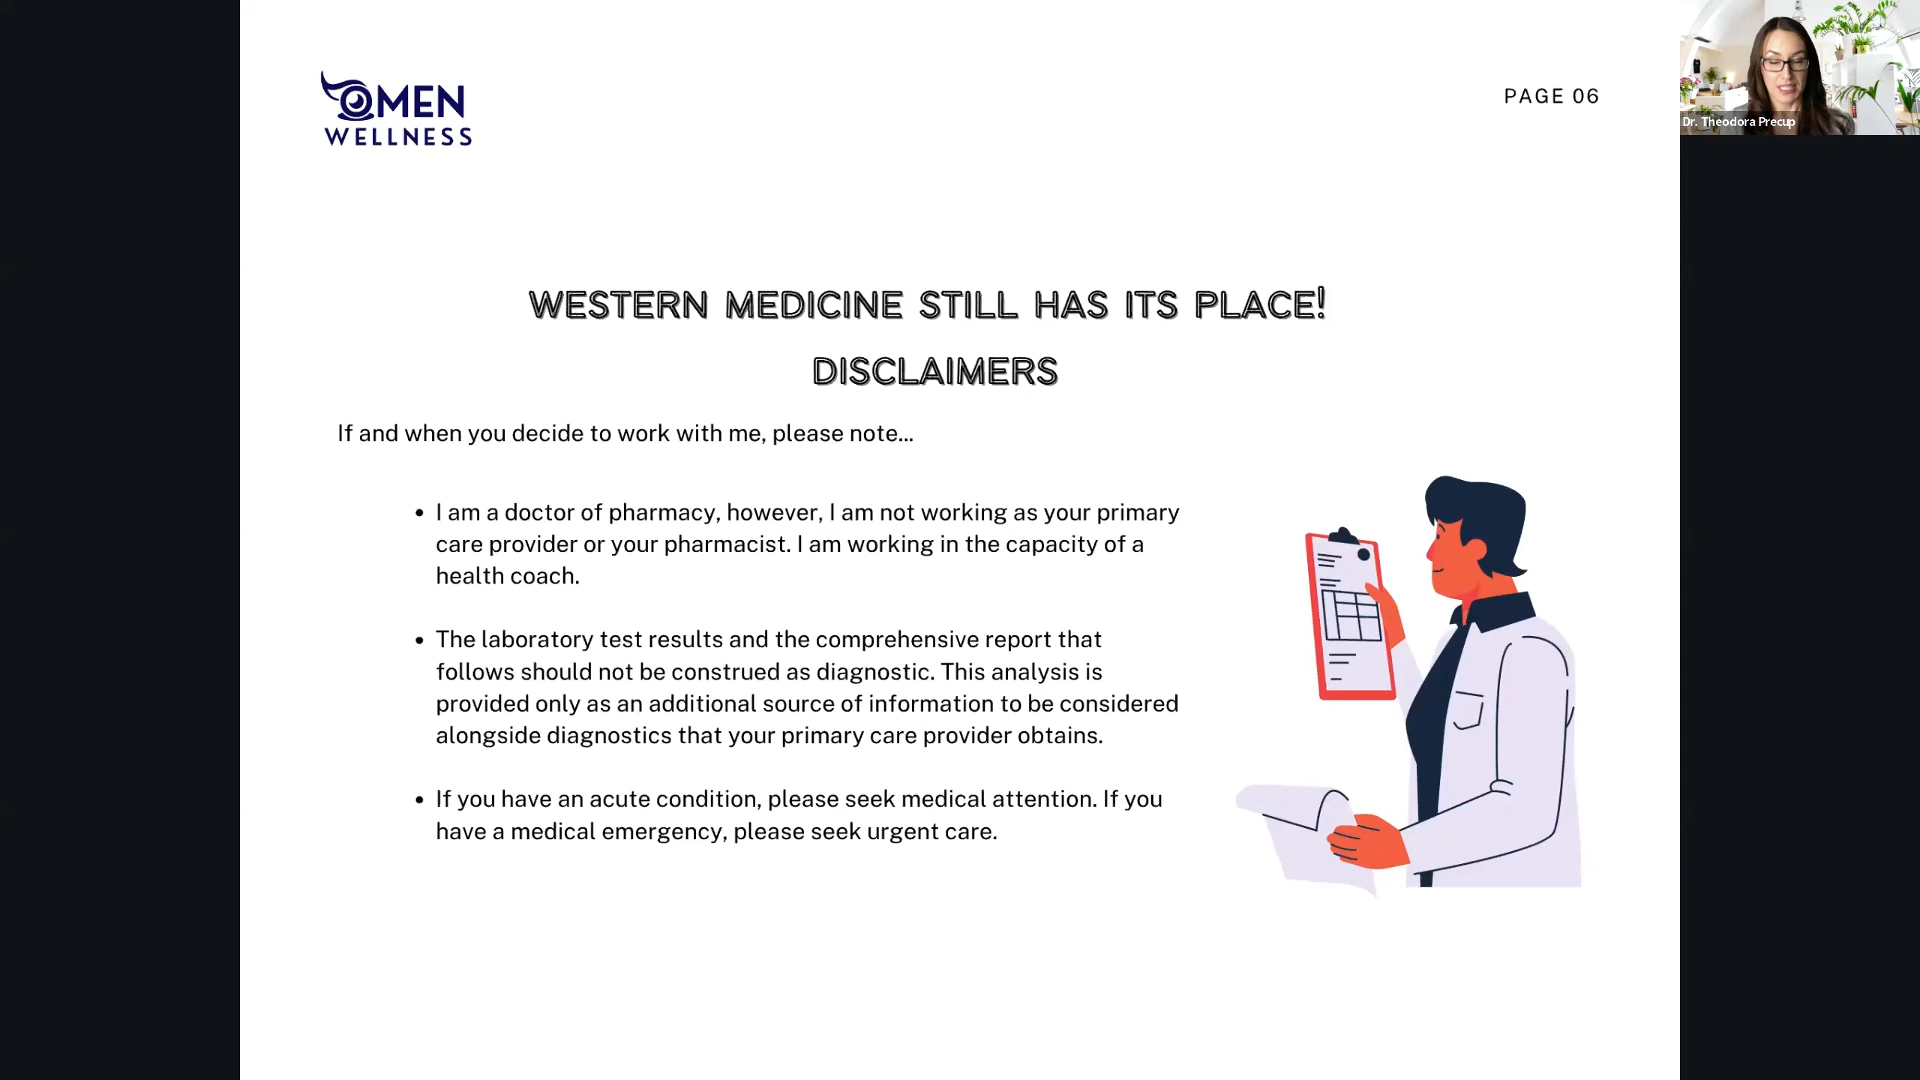 OMEN
WELLNESS
PAGE 06
Dr. Theodora Precup
WESTERN MEDICINE STILL HAS ITS PLACE!
DISCLAIMERS
If and when you decide to work with me, please note...
• I am a doctor of pharmacy, however, I am not working as your primary
care provider or your pharmacist. I am working in the capacity of a
health coach.
• The laboratory test results and the comprehensive report that
follows should not be construed as diagnostic. This analysis is
provided only as an additional source of information to be considered
alongside diagnostics that your primary care provider obtains.
• If you have an acute condition, please seek medical attention. If you
have a medical emergency, please seek urgent care.